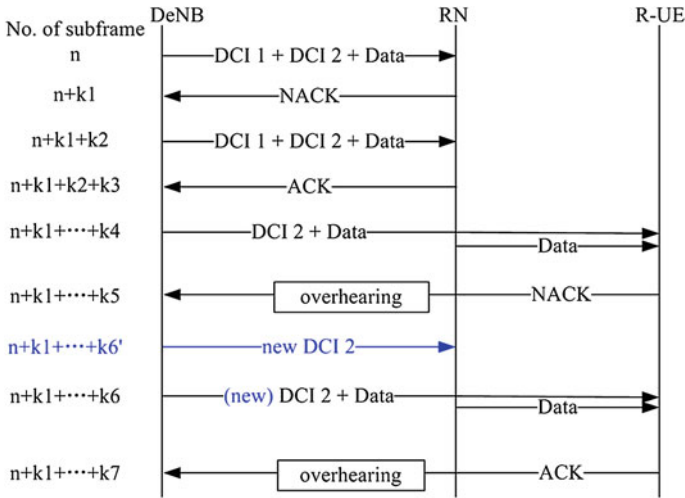 DeNB RN R-UE
No. of subframe
n DCI 1 + DCI 2 + Data
n+k1 NACK
n+k1+k2 DCI 1 + DCI 2 + Data
n+k1+k2+k3 ACK
n+k1+⋯+k4 DCI 2 + Data
Data
n+k1+⋯+k5 overhearing NACK
n+k1+⋯+k6' new DCI 2
n+k1+⋯+k6 (new) DCI 2 + Data
Data
n+k1+⋯+k7 overhearing ACK